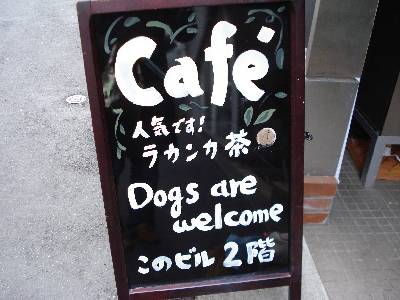 Café
人気です!
ラカンカ茶
Dogs are
welcome
このビル 2階